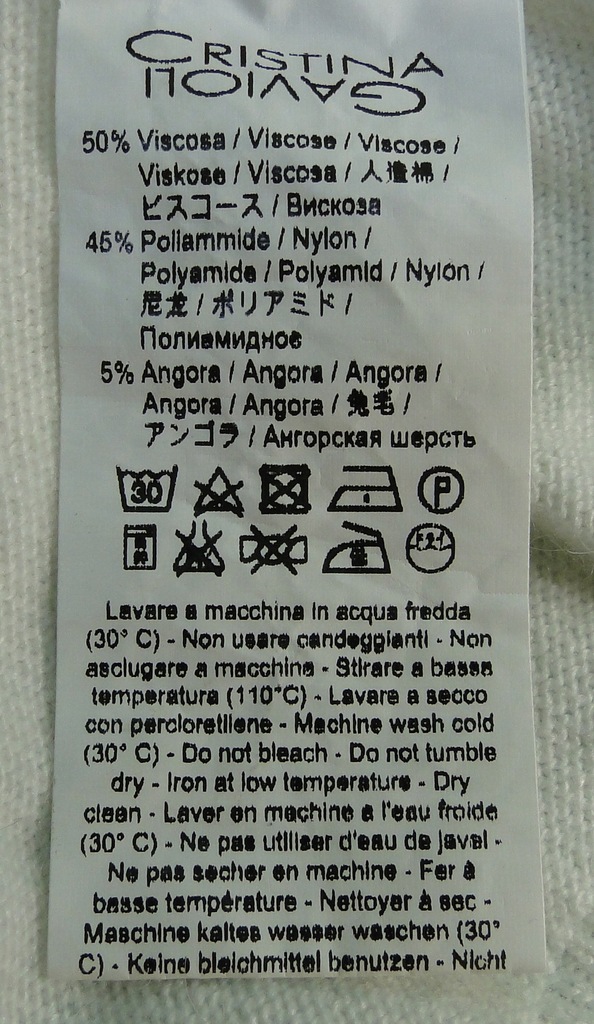 CRISTINA
GAVIOLI
50% Viscosa / Viscose / Viscose /
Viskose / Viscosa / 人造棉 /
ビスコース / Вискоза
45% Poliammide / Nylon /
Polyamide / Polyamid / Nylon /
尼龙 / ポリアミド /
Полиамидное
5% Angora / Angora / Angora /
Angora / Angora / 兔毛 /
アンゴラ / Ангорская шерсть
30 P
Lavare a macchina in acqua fredda
(30° C) - Non usare candeggianti - Non
asciugare a macchina - Stirare a bassa
temperatura (110°C) - Lavare a secco
con percloretilene - Machine wash cold
(30° C) - Do not bleach - Do not tumble
dry - Iron at low temperature - Dry
clean - Laver en machine a l'eau froide
(30° C) - Ne pas utiliser d'eau de javel -
Ne pas secher en machine - Fer à
basse température - Nettoyer à sec -
Maschine kaltes wasser waschen (30°
C) - Keine bleichmittel benutzen - Nicht